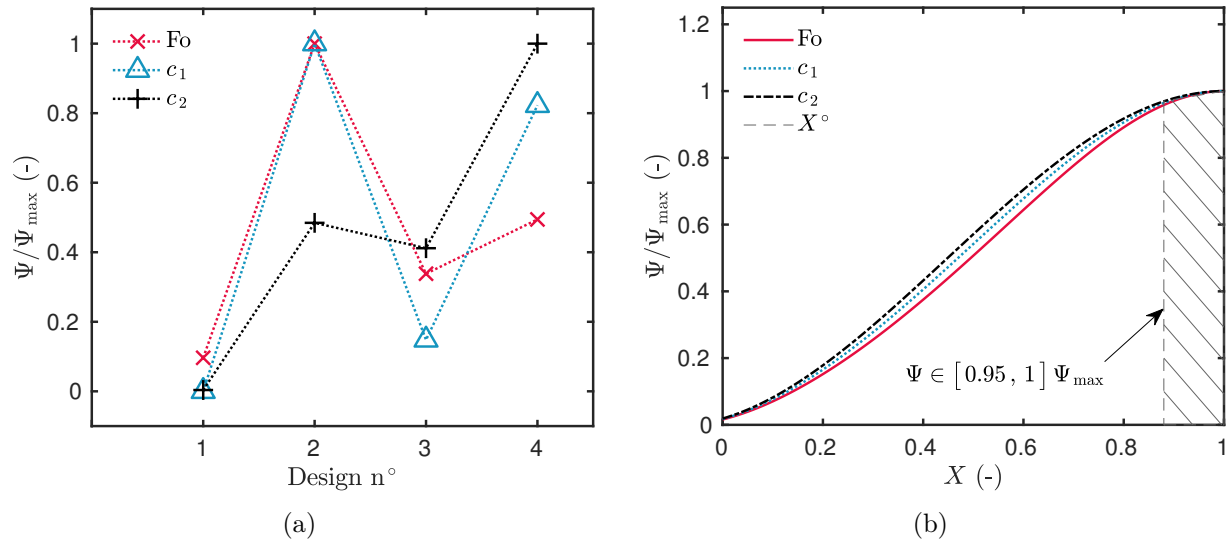 Ψ/Ψmax (-)
1
0.8
0.6
0.4
0.2
0
Fo
c1
c2
1 2 3 4
Design n°
(a)
Ψ/Ψmax (-)
1.2
1
0.8
0.6
0.4
0.2
0
Fo
c1
c2
X°
Ψ ∈ [0.95, 1] Ψmax
0 0.2 0.4 0.6 0.8 1
X (-)
(b)